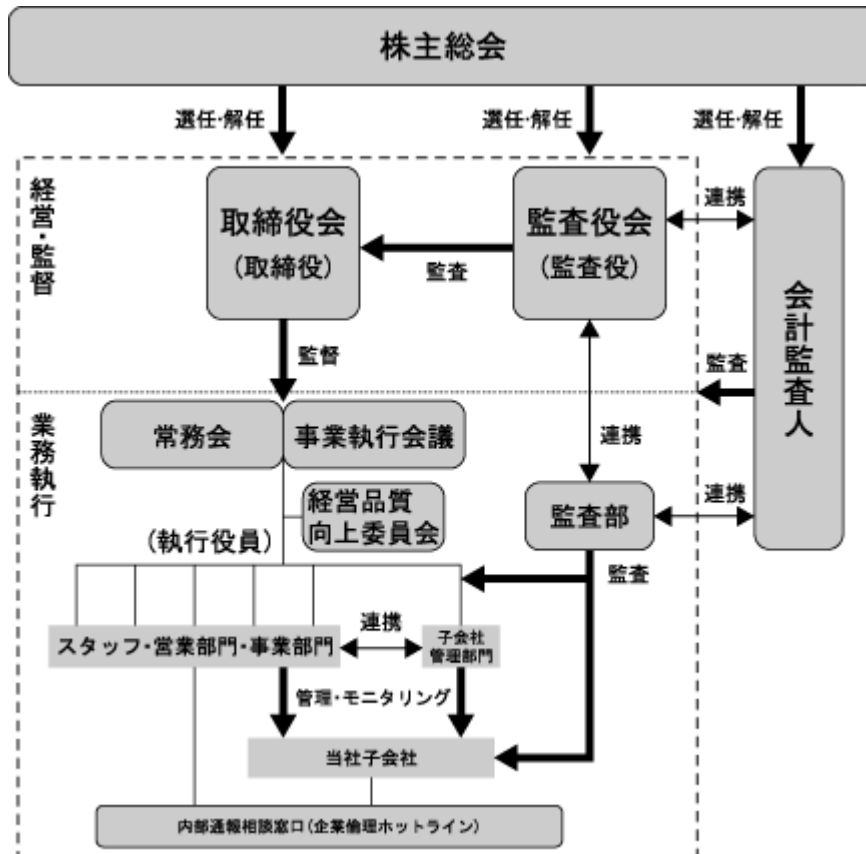 株主総会
選任・解任
選任・解任
選任・解任
経営・監督
取締役会
(取締役)
監査
監査役会
(監査役)
連携
会計監査人
監督
監査
業務執行
常務会
事業執行会議
連携
経営品質
向上委員会
監査部
連携
(執行役員)
監査
スタッフ・営業部門・事業部門
連携
子会社
管理部門
管理・モニタリング
当社子会社
内部通報相談窓口(企業倫理ホットライン)